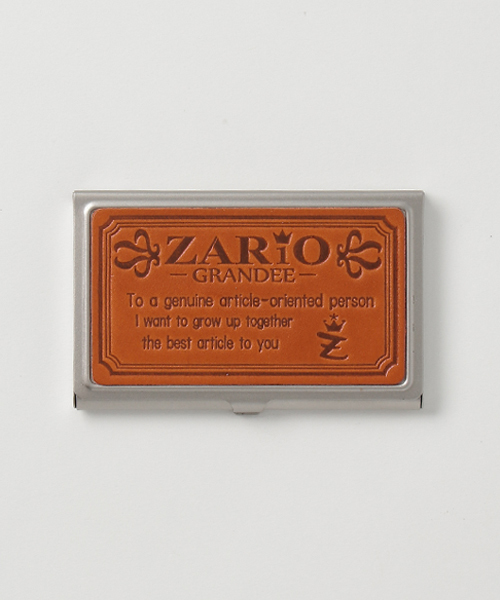 ZARiO
GRANDEE
To a genuine article-oriented person
I want to grow up together
the best article to you
Z